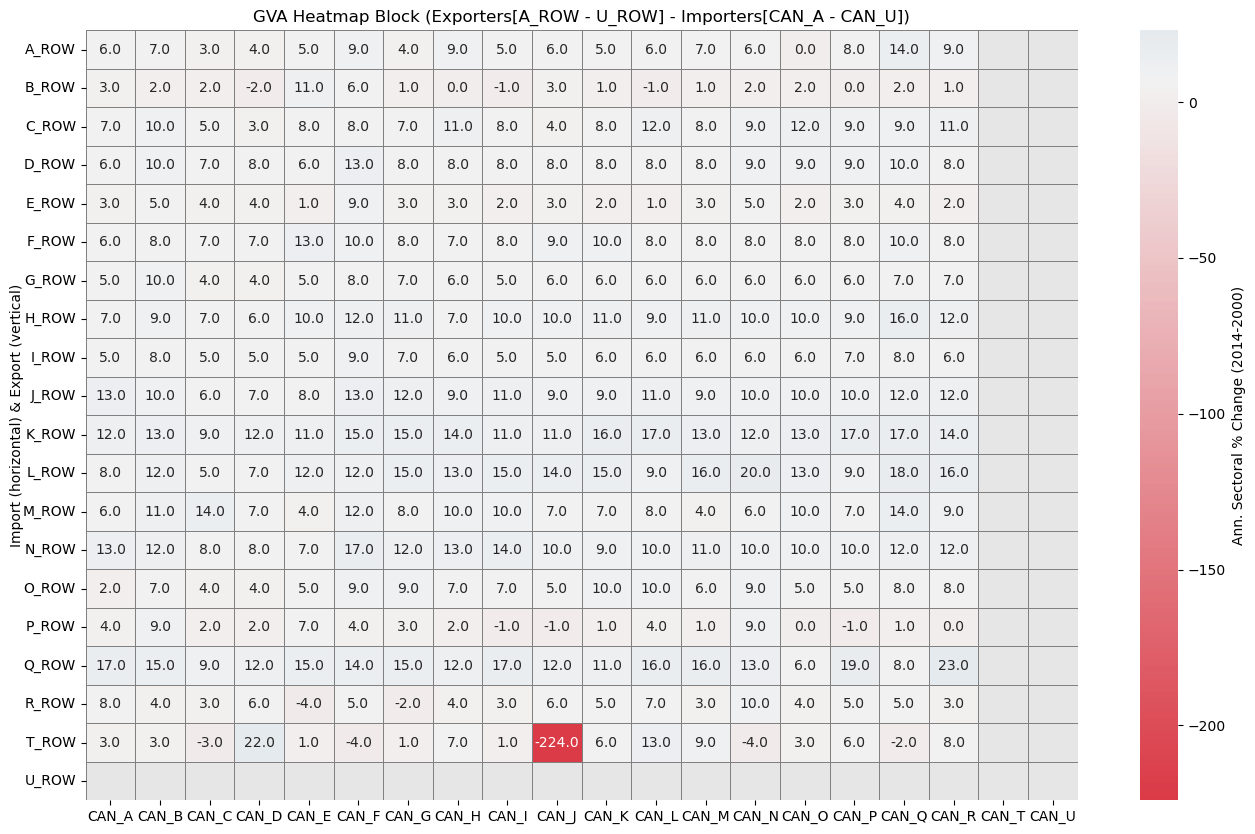 GVA Heatmap Block (Exporters[A_ROW - U_ROW] - Importers[CAN_A - CAN_U])
Import (horizontal) & Export (vertical)
A_ROW 6.0 7.0 3.0 4.0 5.0 9.0 4.0 9.0 5.0 6.0 5.0 6.0 7.0 6.0 0.0 8.0 14.0 9.0
B_ROW 3.0 2.0 2.0 -2.0 11.0 6.0 1.0 0.0 -1.0 3.0 1.0 -1.0 1.0 2.0 2.0 0.0 2.0 1.0
C_ROW 7.0 10.0 5.0 3.0 8.0 8.0 7.0 11.0 8.0 4.0 8.0 12.0 8.0 9.0 12.0 9.0 9.0 11.0
D_ROW 6.0 10.0 7.0 8.0 6.0 13.0 8.0 8.0 8.0 8.0 8.0 8.0 8.0 9.0 9.0 9.0 10.0 8.0
E_ROW 3.0 5.0 4.0 4.0 1.0 9.0 3.0 3.0 2.0 3.0 2.0 1.0 3.0 5.0 2.0 3.0 4.0 2.0
F_ROW 6.0 8.0 7.0 7.0 13.0 10.0 8.0 7.0 8.0 9.0 10.0 8.0 8.0 8.0 8.0 8.0 10.0 8.0
G_ROW 5.0 10.0 4.0 4.0 5.0 8.0 7.0 6.0 5.0 6.0 6.0 6.0 6.0 6.0 6.0 6.0 7.0 7.0
H_ROW 7.0 9.0 7.0 6.0 10.0 12.0 11.0 7.0 10.0 10.0 11.0 9.0 11.0 10.0 10.0 9.0 16.0 12.0
I_ROW 5.0 8.0 5.0 5.0 5.0 9.0 7.0 6.0 5.0 5.0 6.0 6.0 6.0 6.0 6.0 7.0 8.0 6.0
J_ROW 13.0 10.0 6.0 7.0 8.0 13.0 12.0 9.0 11.0 9.0 9.0 11.0 9.0 10.0 10.0 10.0 12.0 12.0
K_ROW 12.0 13.0 9.0 12.0 11.0 15.0 15.0 14.0 11.0 11.0 16.0 17.0 13.0 12.0 13.0 17.0 17.0 14.0
L_ROW 8.0 12.0 5.0 7.0 12.0 12.0 15.0 13.0 15.0 14.0 15.0 9.0 16.0 20.0 13.0 9.0 18.0 16.0
M_ROW 6.0 11.0 14.0 7.0 4.0 12.0 8.0 10.0 10.0 7.0 7.0 8.0 4.0 6.0 10.0 7.0 14.0 9.0
N_ROW 13.0 12.0 8.0 8.0 7.0 17.0 12.0 13.0 14.0 10.0 9.0 10.0 11.0 10.0 10.0 10.0 12.0 12.0
O_ROW 2.0 7.0 4.0 4.0 5.0 9.0 9.0 7.0 7.0 5.0 10.0 10.0 6.0 9.0 5.0 5.0 8.0 8.0
P_ROW 4.0 9.0 2.0 2.0 7.0 4.0 3.0 2.0 -1.0 -1.0 1.0 4.0 1.0 9.0 0.0 -1.0 1.0 0.0
Q_ROW 17.0 15.0 9.0 12.0 15.0 14.0 15.0 12.0 17.0 12.0 11.0 16.0 16.0 13.0 6.0 19.0 8.0 23.0
R_ROW 8.0 4.0 3.0 6.0 -4.0 5.0 -2.0 4.0 3.0 6.0 5.0 7.0 3.0 10.0 4.0 5.0 5.0 3.0
T_ROW 3.0 3.0 -3.0 22.0 1.0 -4.0 1.0 7.0 1.0 -224.0 6.0 13.0 9.0 -4.0 3.0 6.0 -2.0 8.0
U_ROW
CAN_A CAN_B CAN_C CAN_D CAN_E CAN_F CAN_G CAN_H CAN_I CAN_J CAN_K CAN_L CAN_M CAN_N CAN_O CAN_P CAN_Q CAN_R CAN_T CAN_U
0
−50
−100
−150
−200
Ann. Sectoral % Change (2014-2000)